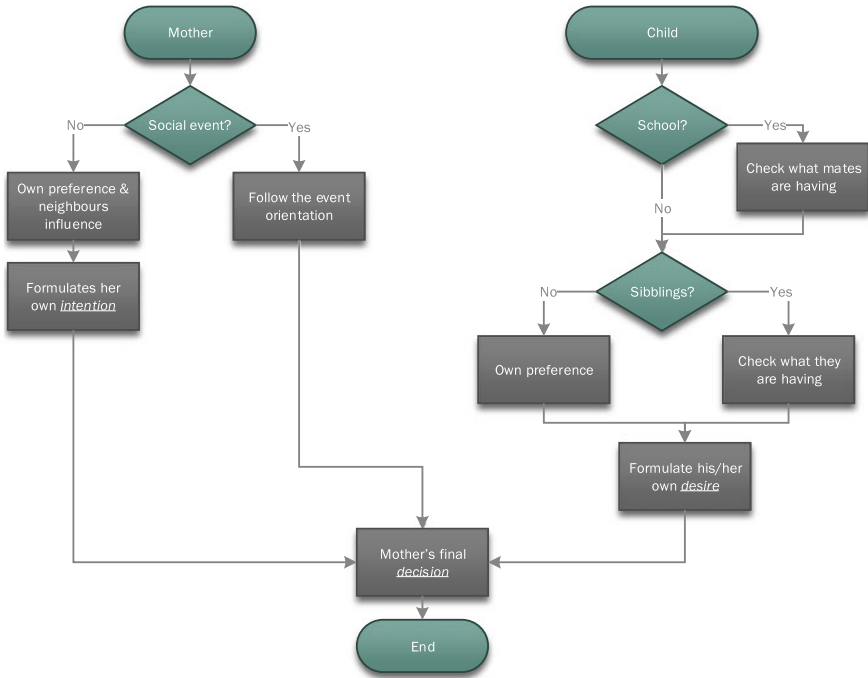 Mother
Child
Social event?
No
Yes
School?
Yes
Own preference &
neighbours
influence
Follow the event
orientation
Check what mates
are having
No
Formulates her
own intention
Sibblings?
No
Yes
Own preference
Check what they
are having
Formulate his/her
own desire
Mother's final
decision
End